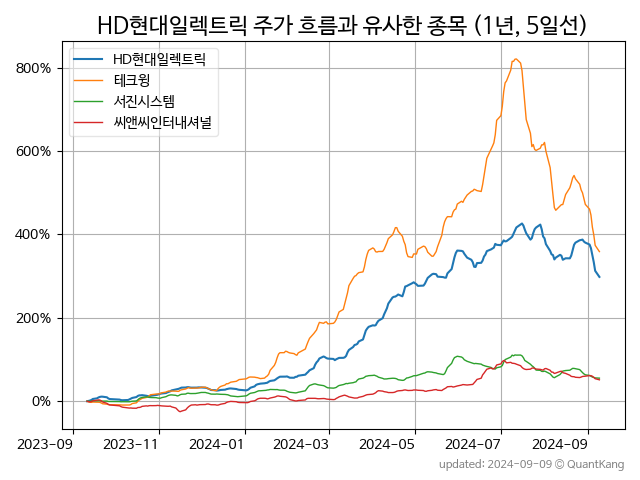 HD현대일렉트릭 주가 흐름과 유사한 종목 (1년, 5일선)
HD현대일렉트릭
테크윙
서진시스템
씨앤씨인터내셔널
800%
600%
400%
200%
0%
2023-09 2023-11 2024-01 2024-03 2024-05 2024-07 2024-09
updated: 2024-09-09 © QuantKang